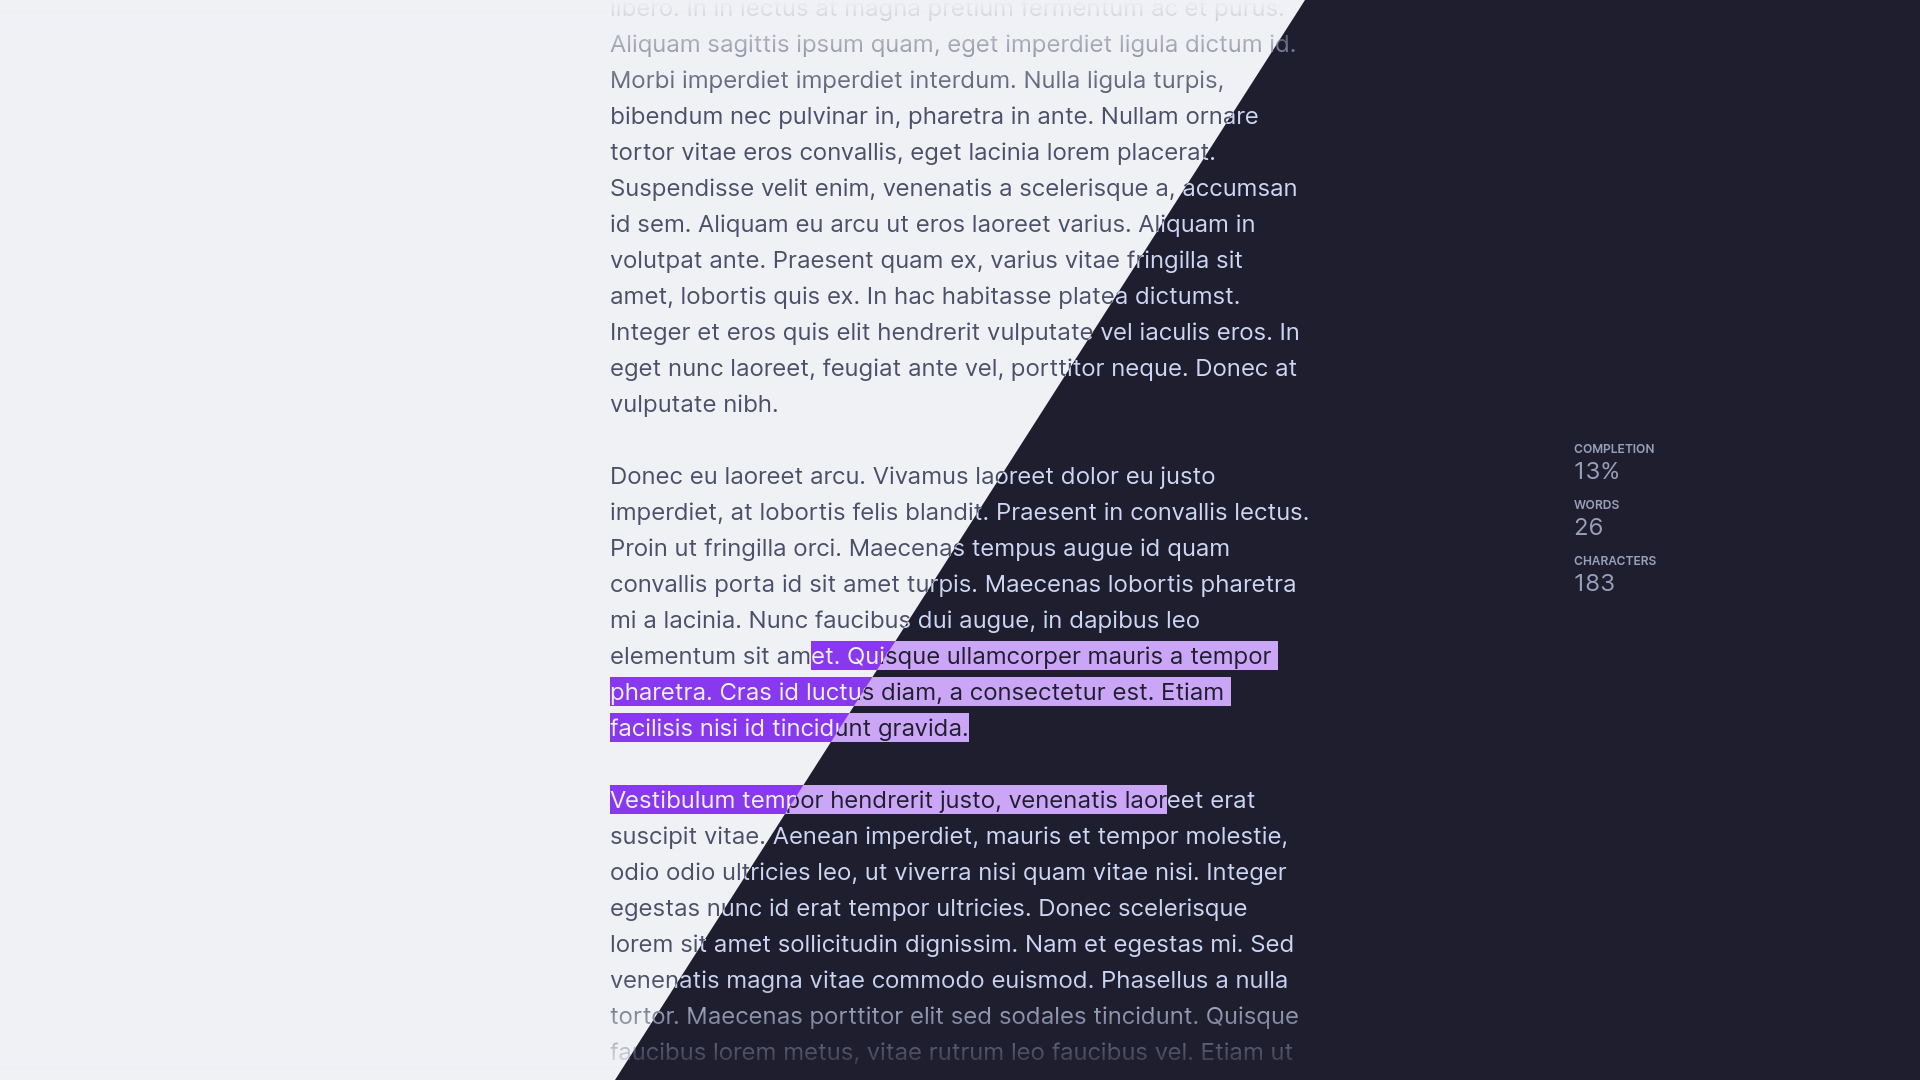 libero. In in lectus at magna pretium fermentum ac et purus.
Aliquam sagittis ipsum quam, eget imperdiet ligula dictum id.
Morbi imperdiet imperdiet interdum. Nulla ligula turpis,
bibendum nec pulvinar in, pharetra in ante. Nullam ornare
tortor vitae eros convallis, eget lacinia lorem placerat.
Suspendisse velit enim, venenatis a scelerisque a, accumsan
id sem. Aliquam eu arcu ut eros laoreet varius. Aliquam in
volutpat ante. Praesent quam ex, varius vitae fringilla sit
amet, lobortis quis ex. In hac habitasse platea dictumst.
Integer et eros quis elit hendrerit vulputate vel iaculis eros. In
eget nunc laoreet, feugiat ante vel, porttitor neque. Donec at
vulputate nibh.
Donec eu laoreet arcu. Vivamus laoreet dolor eu justo
imperdiet, at lobortis felis blandit. Praesent in convallis lectus.
Proin ut fringilla orci. Maecenas tempus augue id quam
convallis porta id sit amet turpis. Maecenas lobortis pharetra
mi a lacinia. Nunc faucibus dui augue, in dapibus leo
elementum sit amet. Quisque ullamcorper mauris a tempor
pharetra. Cras id luctus diam, a consectetur est. Etiam
facilisis nisi id tincidunt gravida.
Vestibulum tempor hendrerit justo, venenatis laoreet erat
suscipit vitae. Aenean imperdiet, mauris et tempor molestie,
odio odio ultricies leo, ut viverra nisi quam vitae nisi. Integer
egestas nunc id erat tempor ultricies. Donec scelerisque
lorem sit amet sollicitudin dignissim. Nam et egestas mi. Sed
venenatis magna vitae commodo euismod. Phasellus a nulla
tortor. Maecenas porttitor elit sed sodales tincidunt. Quisque
faucibus lorem metus, vitae rutrum leo faucibus vel. Etiam ut
COMPLETION
13%
WORDS
26
CHARACTERS
183